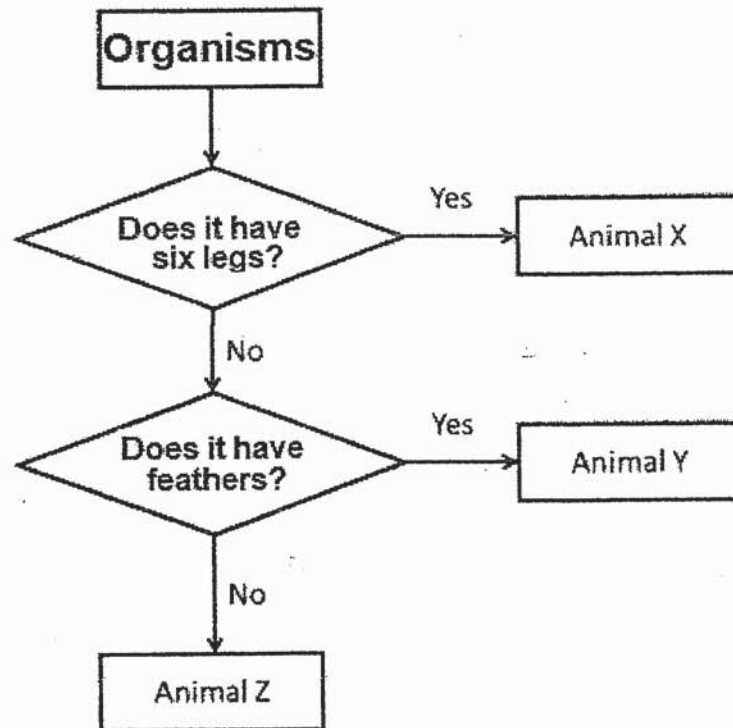 Organisms
Does it have
six legs?
Yes
Animal X
No
Does it have
feathers?
Yes
Animal Y
No
Animal Z